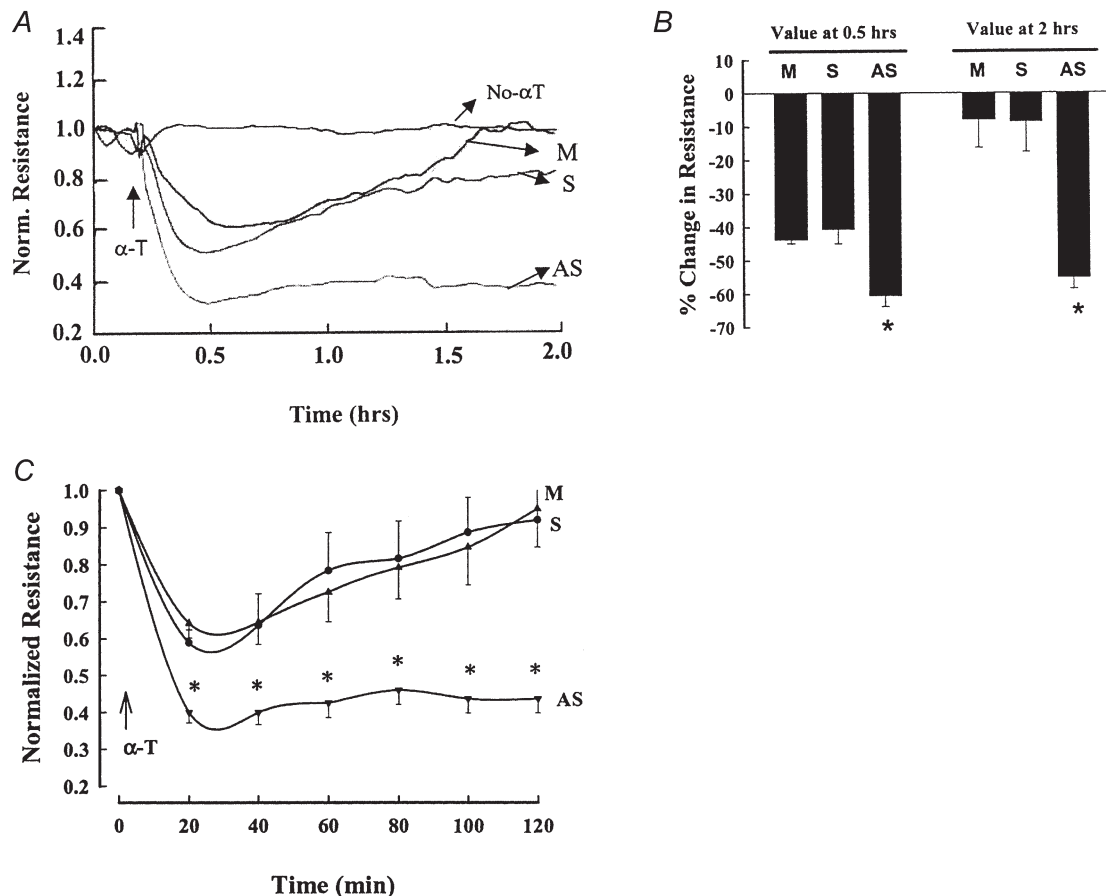 A
1.4
1.2
1.0
0.8
0.6
0.4
0.2
Norm. Resistance
α-T
No-αT
M
S
AS
0.0 0.5 1.0 1.5 2.0
Time (hrs)
B
Value at 0.5 hrs Value at 2 hrs
M S AS M S AS
10
0
-10
-20
-30
-40
-50
-60
-70
% Change in Resistance
* *
C
1.0
0.9
0.8
0.7
0.6
0.5
0.4
0.3
0.2
Normalized Resistance
α-T
M
S
* * * * * *
AS
0 20 40 60 80 100 120
Time (min)